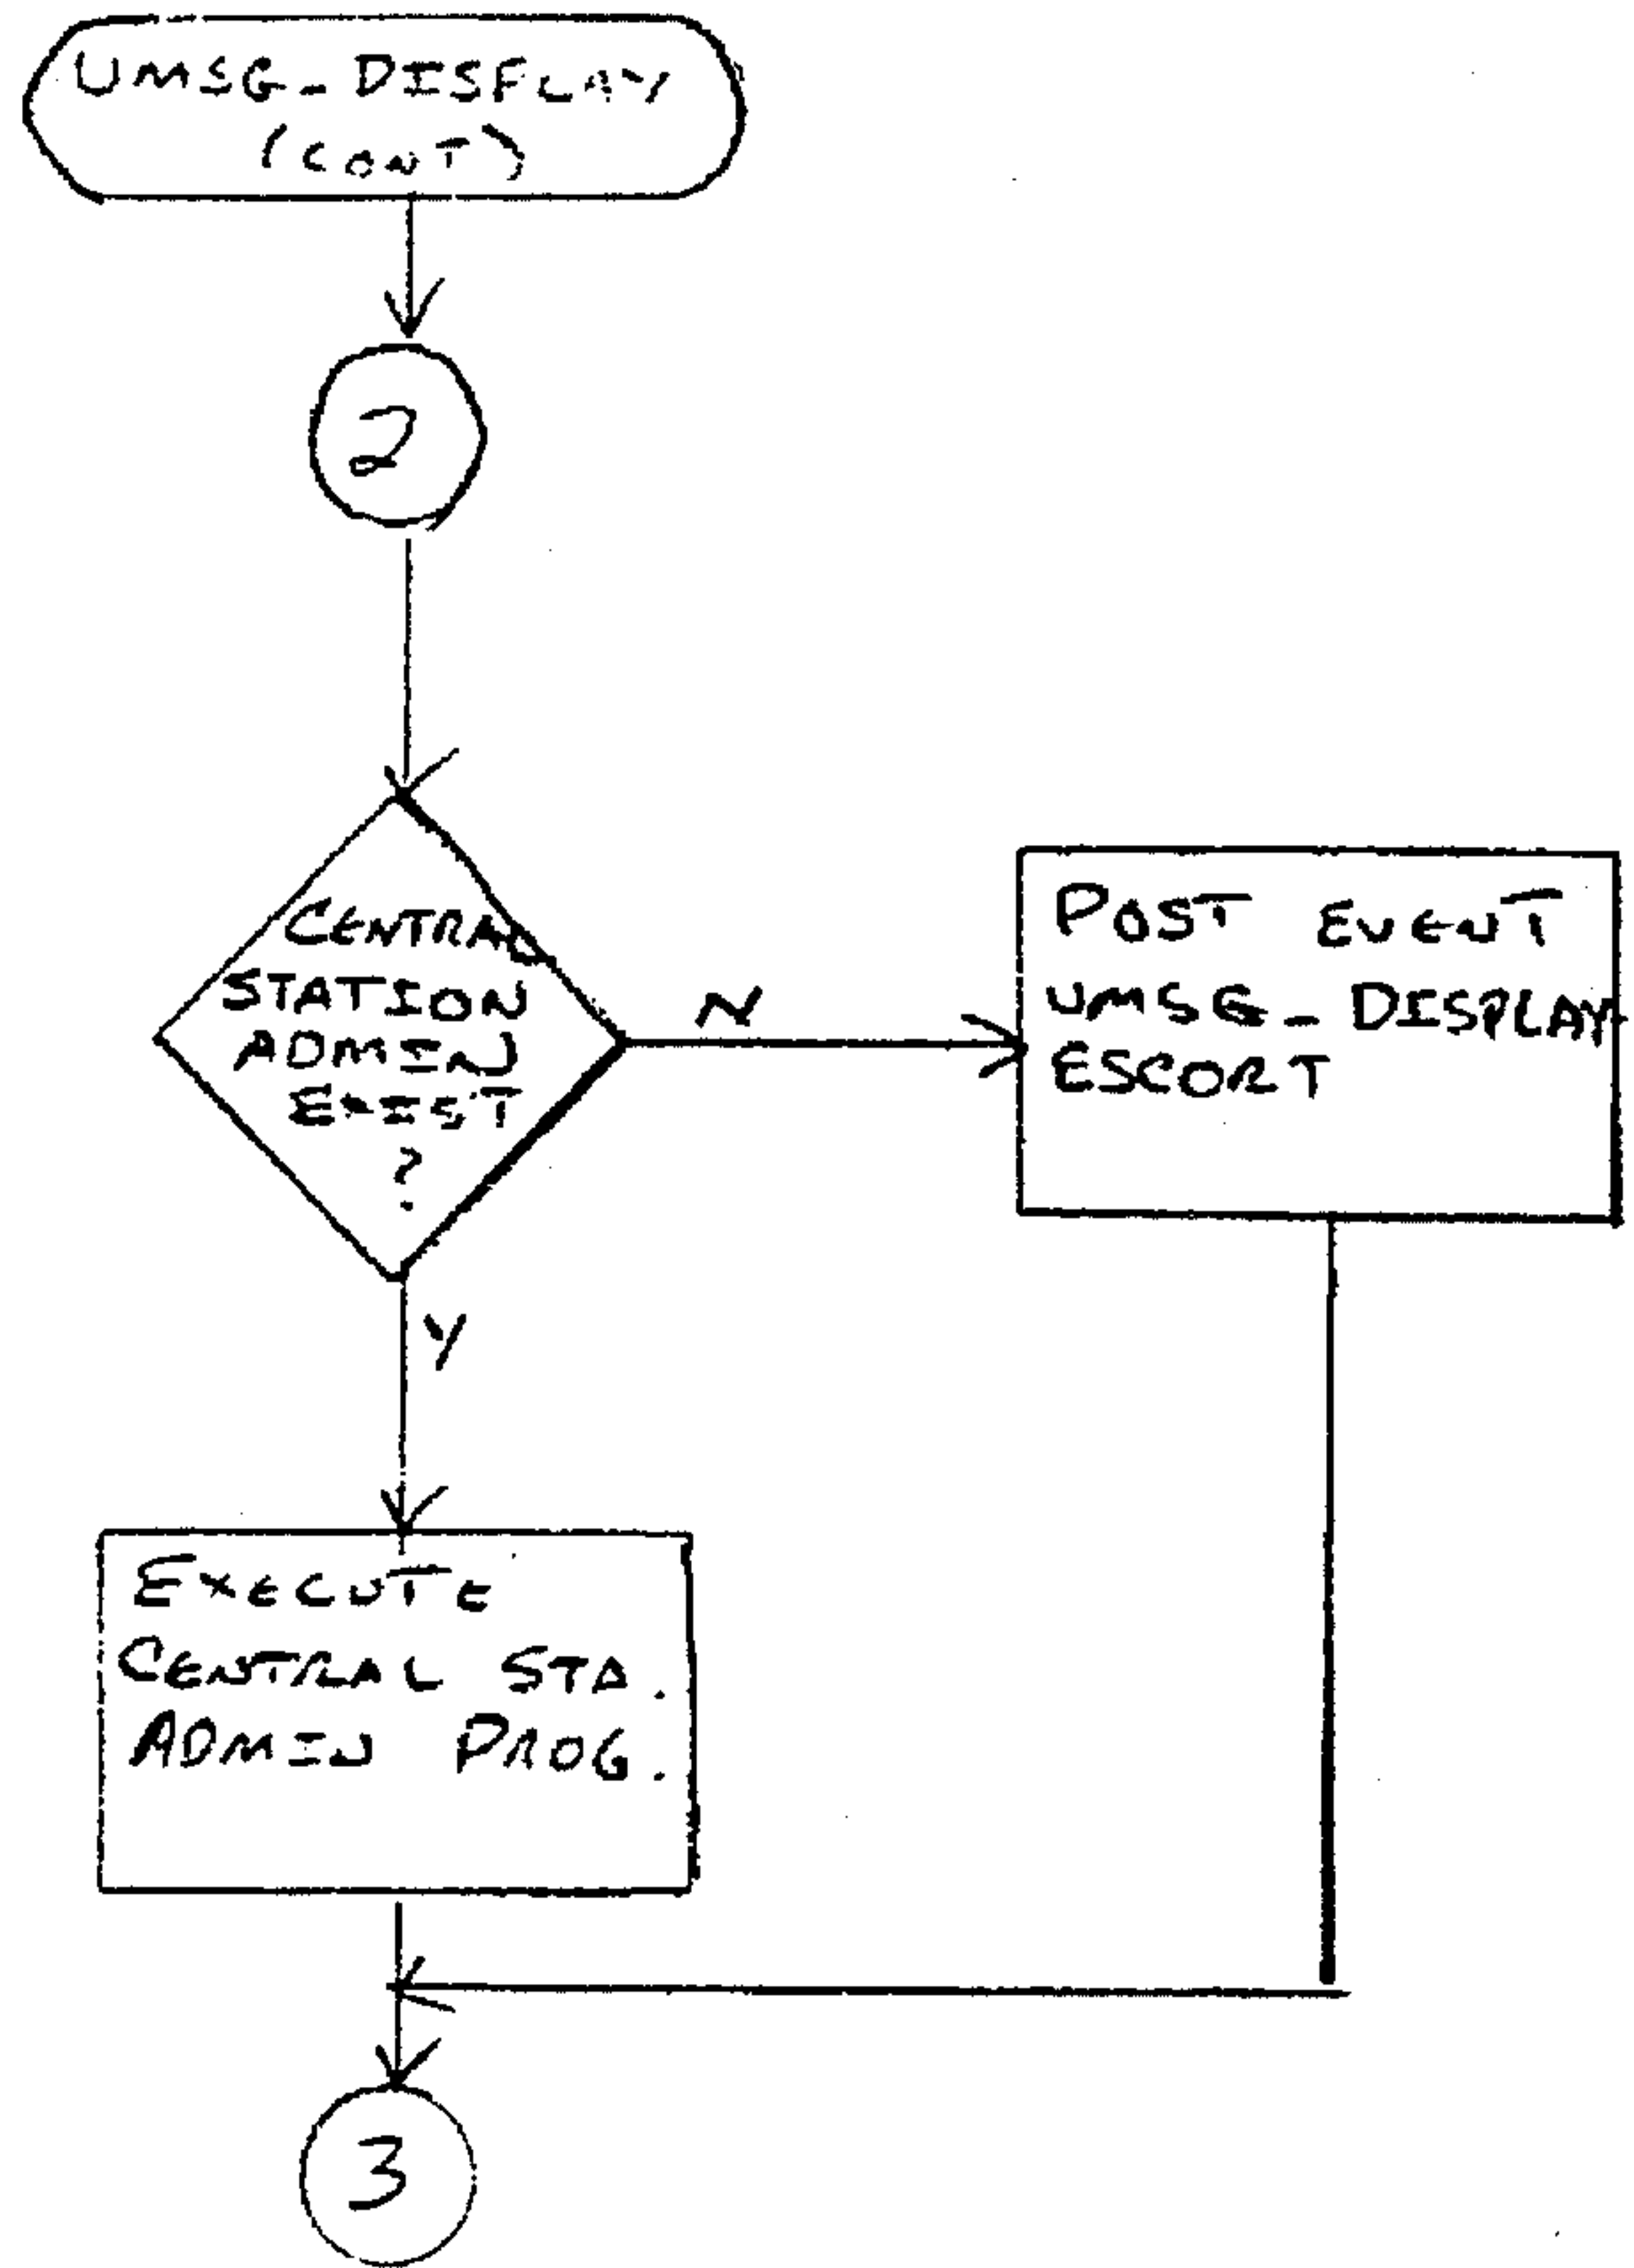 UMSG_DISPLAY
(CONT)
2
CENTRAL
STATION
ADMIN
EXIST
?
N
POST EVENT
UMSG_DISPLAY
ESCORT
Y
EXECUTE
CENTRAL STA.
ADMIN PROG.
3